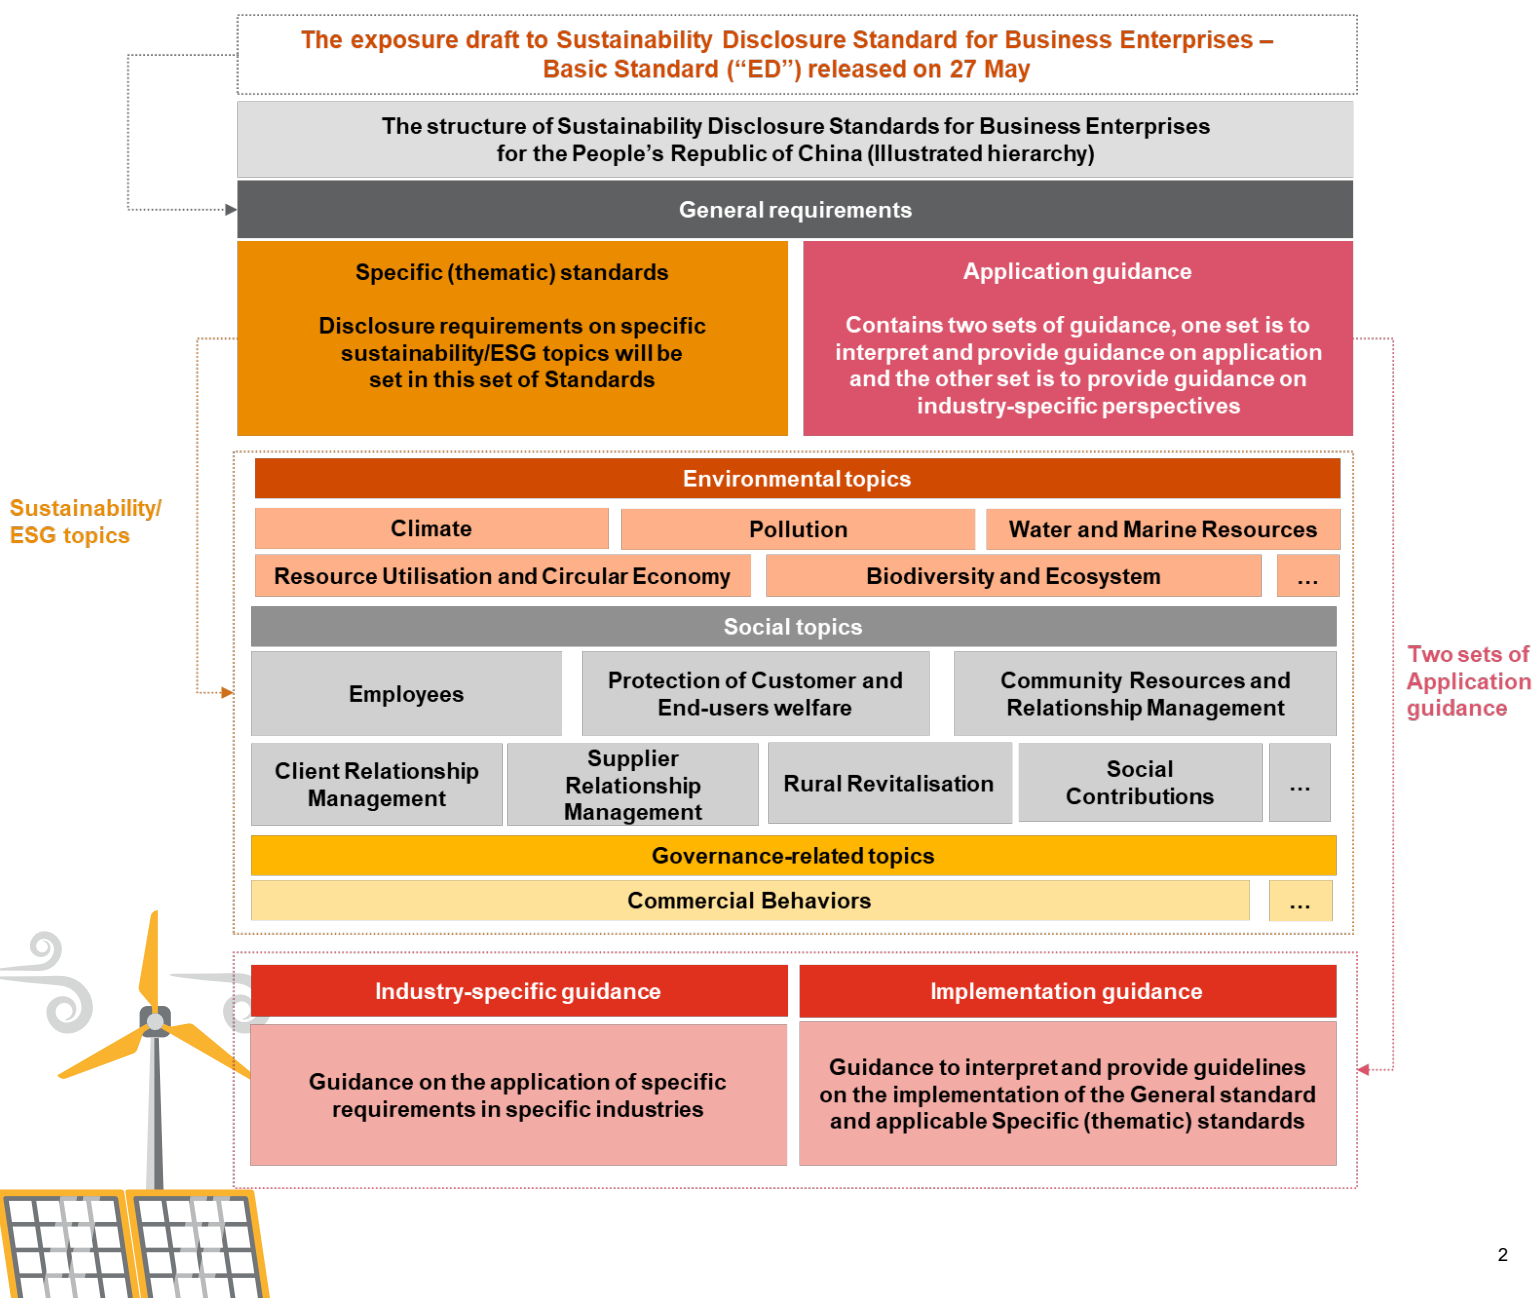 The exposure draft to Sustainability Disclosure Standard for Business Enterprises –
Basic Standard (“ED”) released on 27 May
The structure of Sustainability Disclosure Standards for Business Enterprises
for the People’s Republic of China (Illustrated hierarchy)
General requirements
Specific (thematic) standards
Disclosure requirements on specific
sustainability/ESG topics will be
set in this set of Standards
Application guidance
Contains two sets of guidance, one set is to
interpret and provide guidance on application
and the other set is to provide guidance on
industry-specific perspectives
Sustainability/
ESG topics
Environmental topics
Climate
Pollution
Water and Marine Resources
Resource Utilisation and Circular Economy
Biodiversity and Ecosystem
...
Social topics
Employees
Protection of Customer and
End-users welfare
Community Resources and
Relationship Management
Client Relationship
Management
Supplier
Relationship
Management
Rural Revitalisation
Social
Contributions
...
Governance-related topics
Commercial Behaviors
...
Two sets of
Application
guidance
Industry-specific guidance
Guidance on the application of specific
requirements in specific industries
Implementation guidance
Guidance to interpret and provide guidelines
on the implementation of the General standard
and applicable Specific (thematic) standards
2